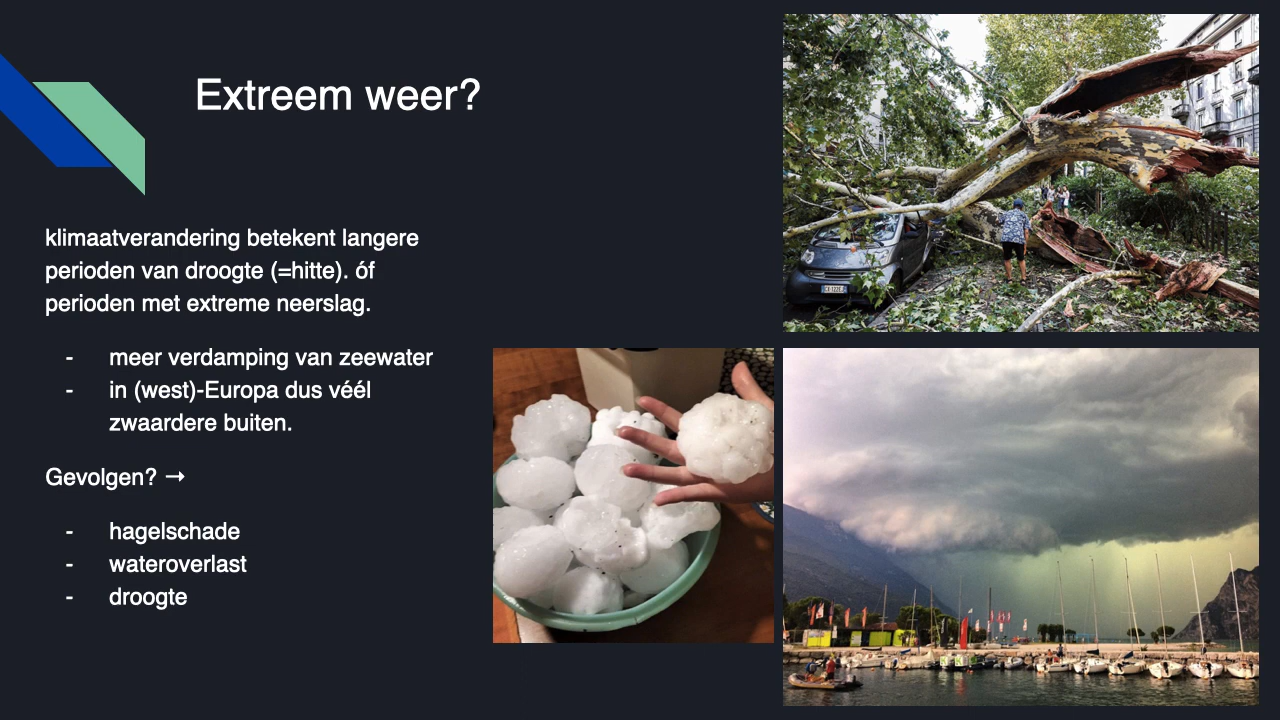 Extreem weer?
klimaatverandering betekent langere
perioden van droogte (=hitte). óf
perioden met extreme neerslag.
- meer verdamping van zeewater
- in (west)-Europa dus véél
zwaardere buiten.
Gevolgen? →
- hagelschade
- wateroverlast
- droogte